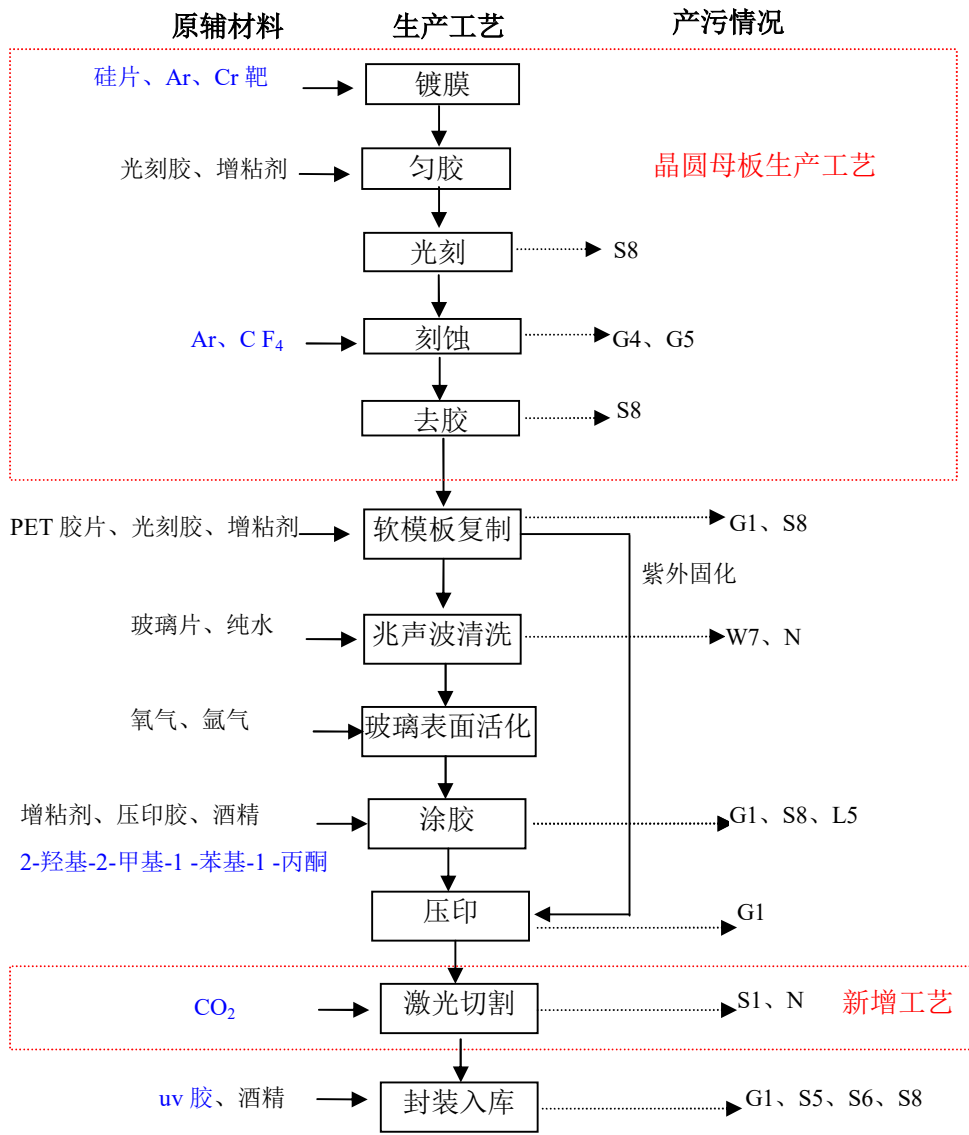 原辅材料 生产工艺 产污情况
硅片、Ar、Cr 靶 镀膜
光刻胶、增粘剂 匀胶 晶圆母板生产工艺
光刻 S8
Ar、C F₄ 刻蚀 G4、G5
去胶 S8
PET 胶片、光刻胶、增粘剂 软模板复制 G1、S8
紫外固化
玻璃片、纯水 兆声波清洗 W7、N
氧气、氩气 玻璃表面活化
增粘剂、压印胶、酒精 涂胶 G1、S8、L5
2-羟基-2-甲基-1 -苯基-1 -丙酮
压印 G1
CO₂ 激光切割 S1、N 新增工艺
uv 胶、酒精 封装入库 G1、S5、S6、S8